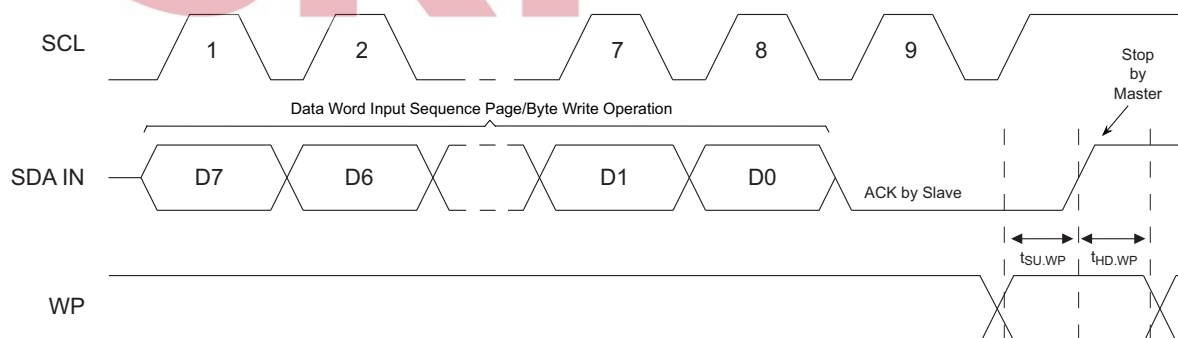 SCL
1
2
7
8
9
Stop
by
Master
Data Word Input Sequence Page/Byte Write Operation
SDA IN
D7
D6
D1
D0
ACK by Slave
tSU.WP
tHD.WP
WP